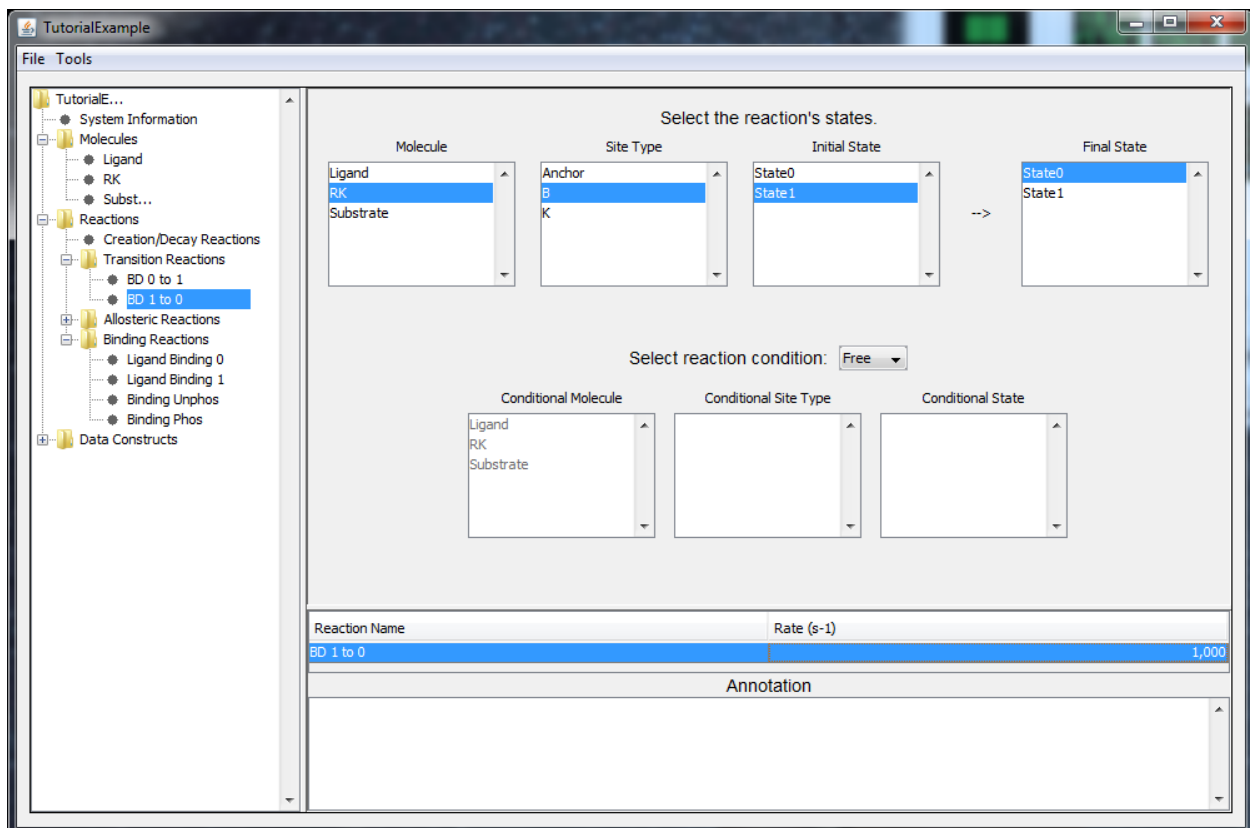 TutorialExample
File Tools
TutorialE...
System Information
Molecules
Ligand
RK
Subst...
Reactions
Creation/Decay Reactions
Transition Reactions
BD 0 to 1
BD 1 to 0
Allosteric Reactions
Binding Reactions
Ligand Binding 0
Ligand Binding 1
Binding Unphos
Binding Phos
Data Constructs
Select the reaction's states.
Molecule Site Type Initial State Final State
Ligand Anchor State0 State0
RK B State1 State1
Substrate K -->
Select reaction condition: Free
Conditional Molecule Conditional Site Type Conditional State
Ligand
RK
Substrate
Reaction Name Rate (s-1)
BD 1 to 0 1,000
Annotation